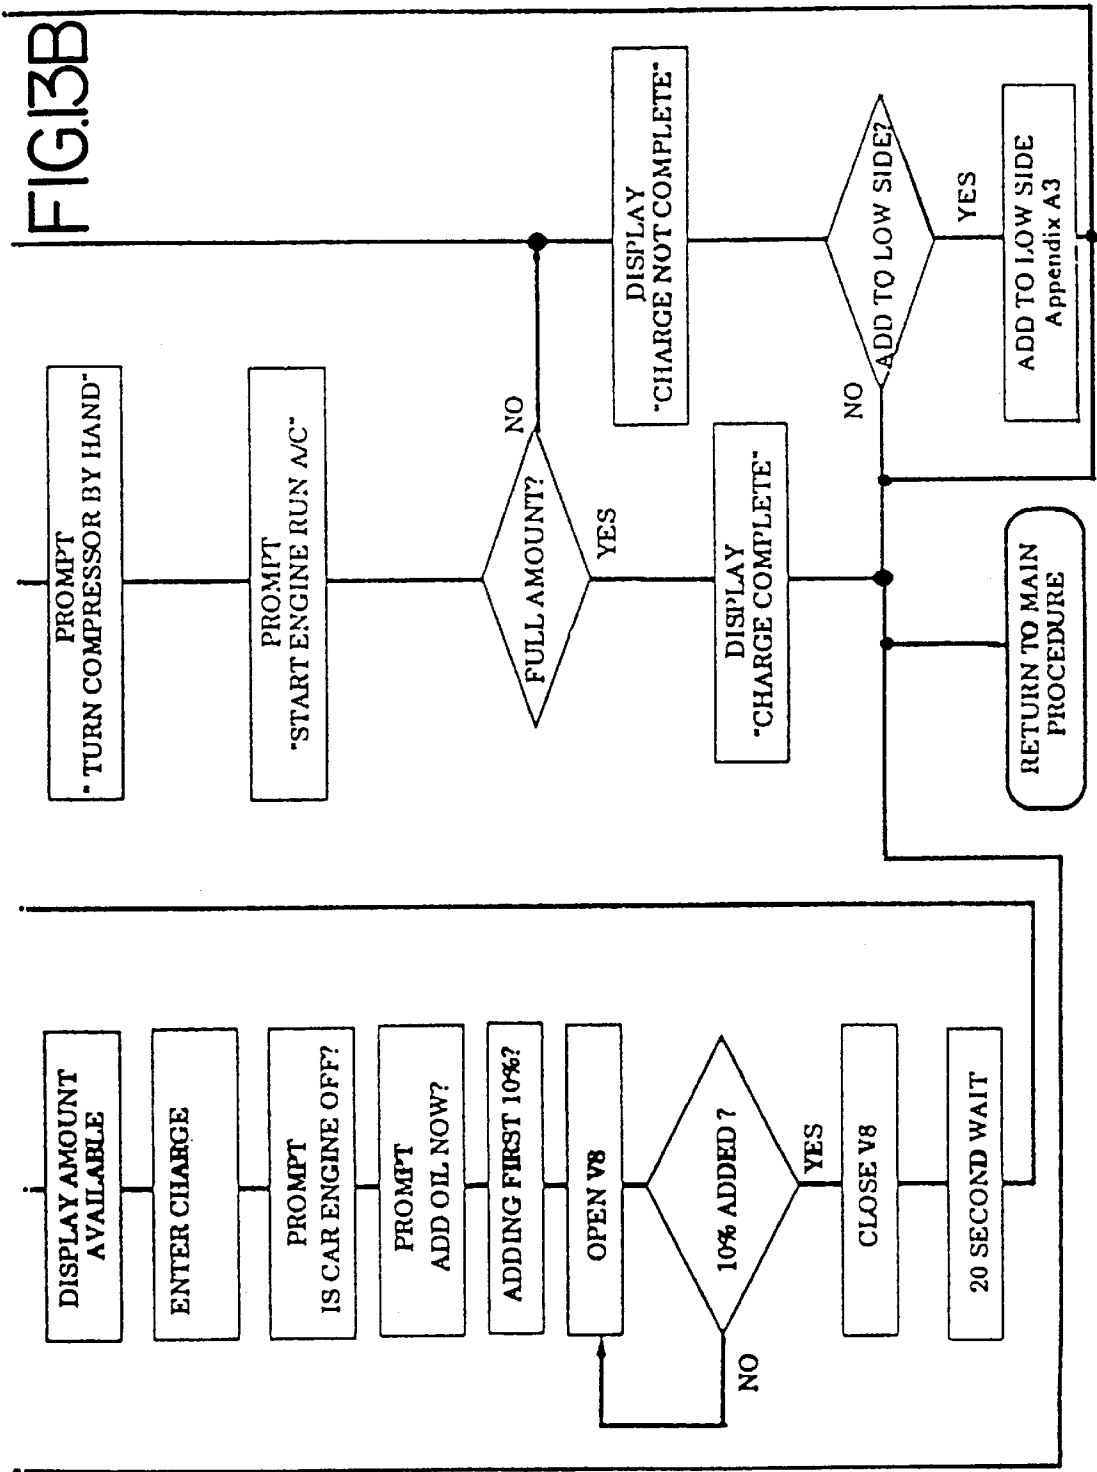 FIG.13B
DISPLAY AMOUNT
AVAILABLE
ENTER CHARGE
PROMPT
IS CAR ENGINE OFF?
PROMPT
ADD OIL NOW?
ADDING FIRST 10%?
OPEN V8
10% ADDED?
NO
YES
CLOSE V8
20 SECOND WAIT
PROMPT
"TURN COMPRESSOR BY HAND"
PROMPT
"START ENGINE RUN A/C"
FULL AMOUNT?
NO
YES
DISPLAY
"CHARGE COMPLETE"
RETURN TO MAIN
PROCEDURE
DISPLAY
"CHARGE NOT COMPLETE"
ADD TO LOW SIDE?
NO
YES
ADD TO LOW SIDE
Appendix A3